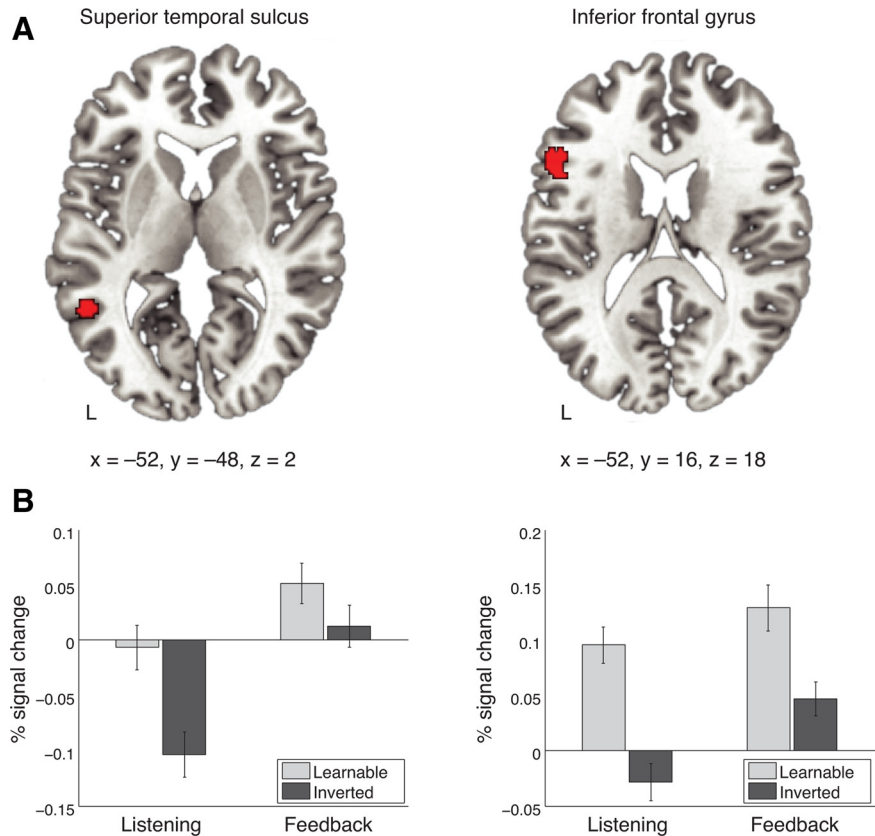 A
Superior temporal sulcus
Inferior frontal gyrus
L
L
x = –52, y = –48, z = 2
x = –52, y = 16, z = 18
B
% signal change
0.1
0.05
0
−0.05
−0.1
−0.15
Learnable
Inverted
Listening
Feedback
% signal change
0.2
0.15
0.1
0.05
0
−0.05
Learnable
Inverted
Listening
Feedback